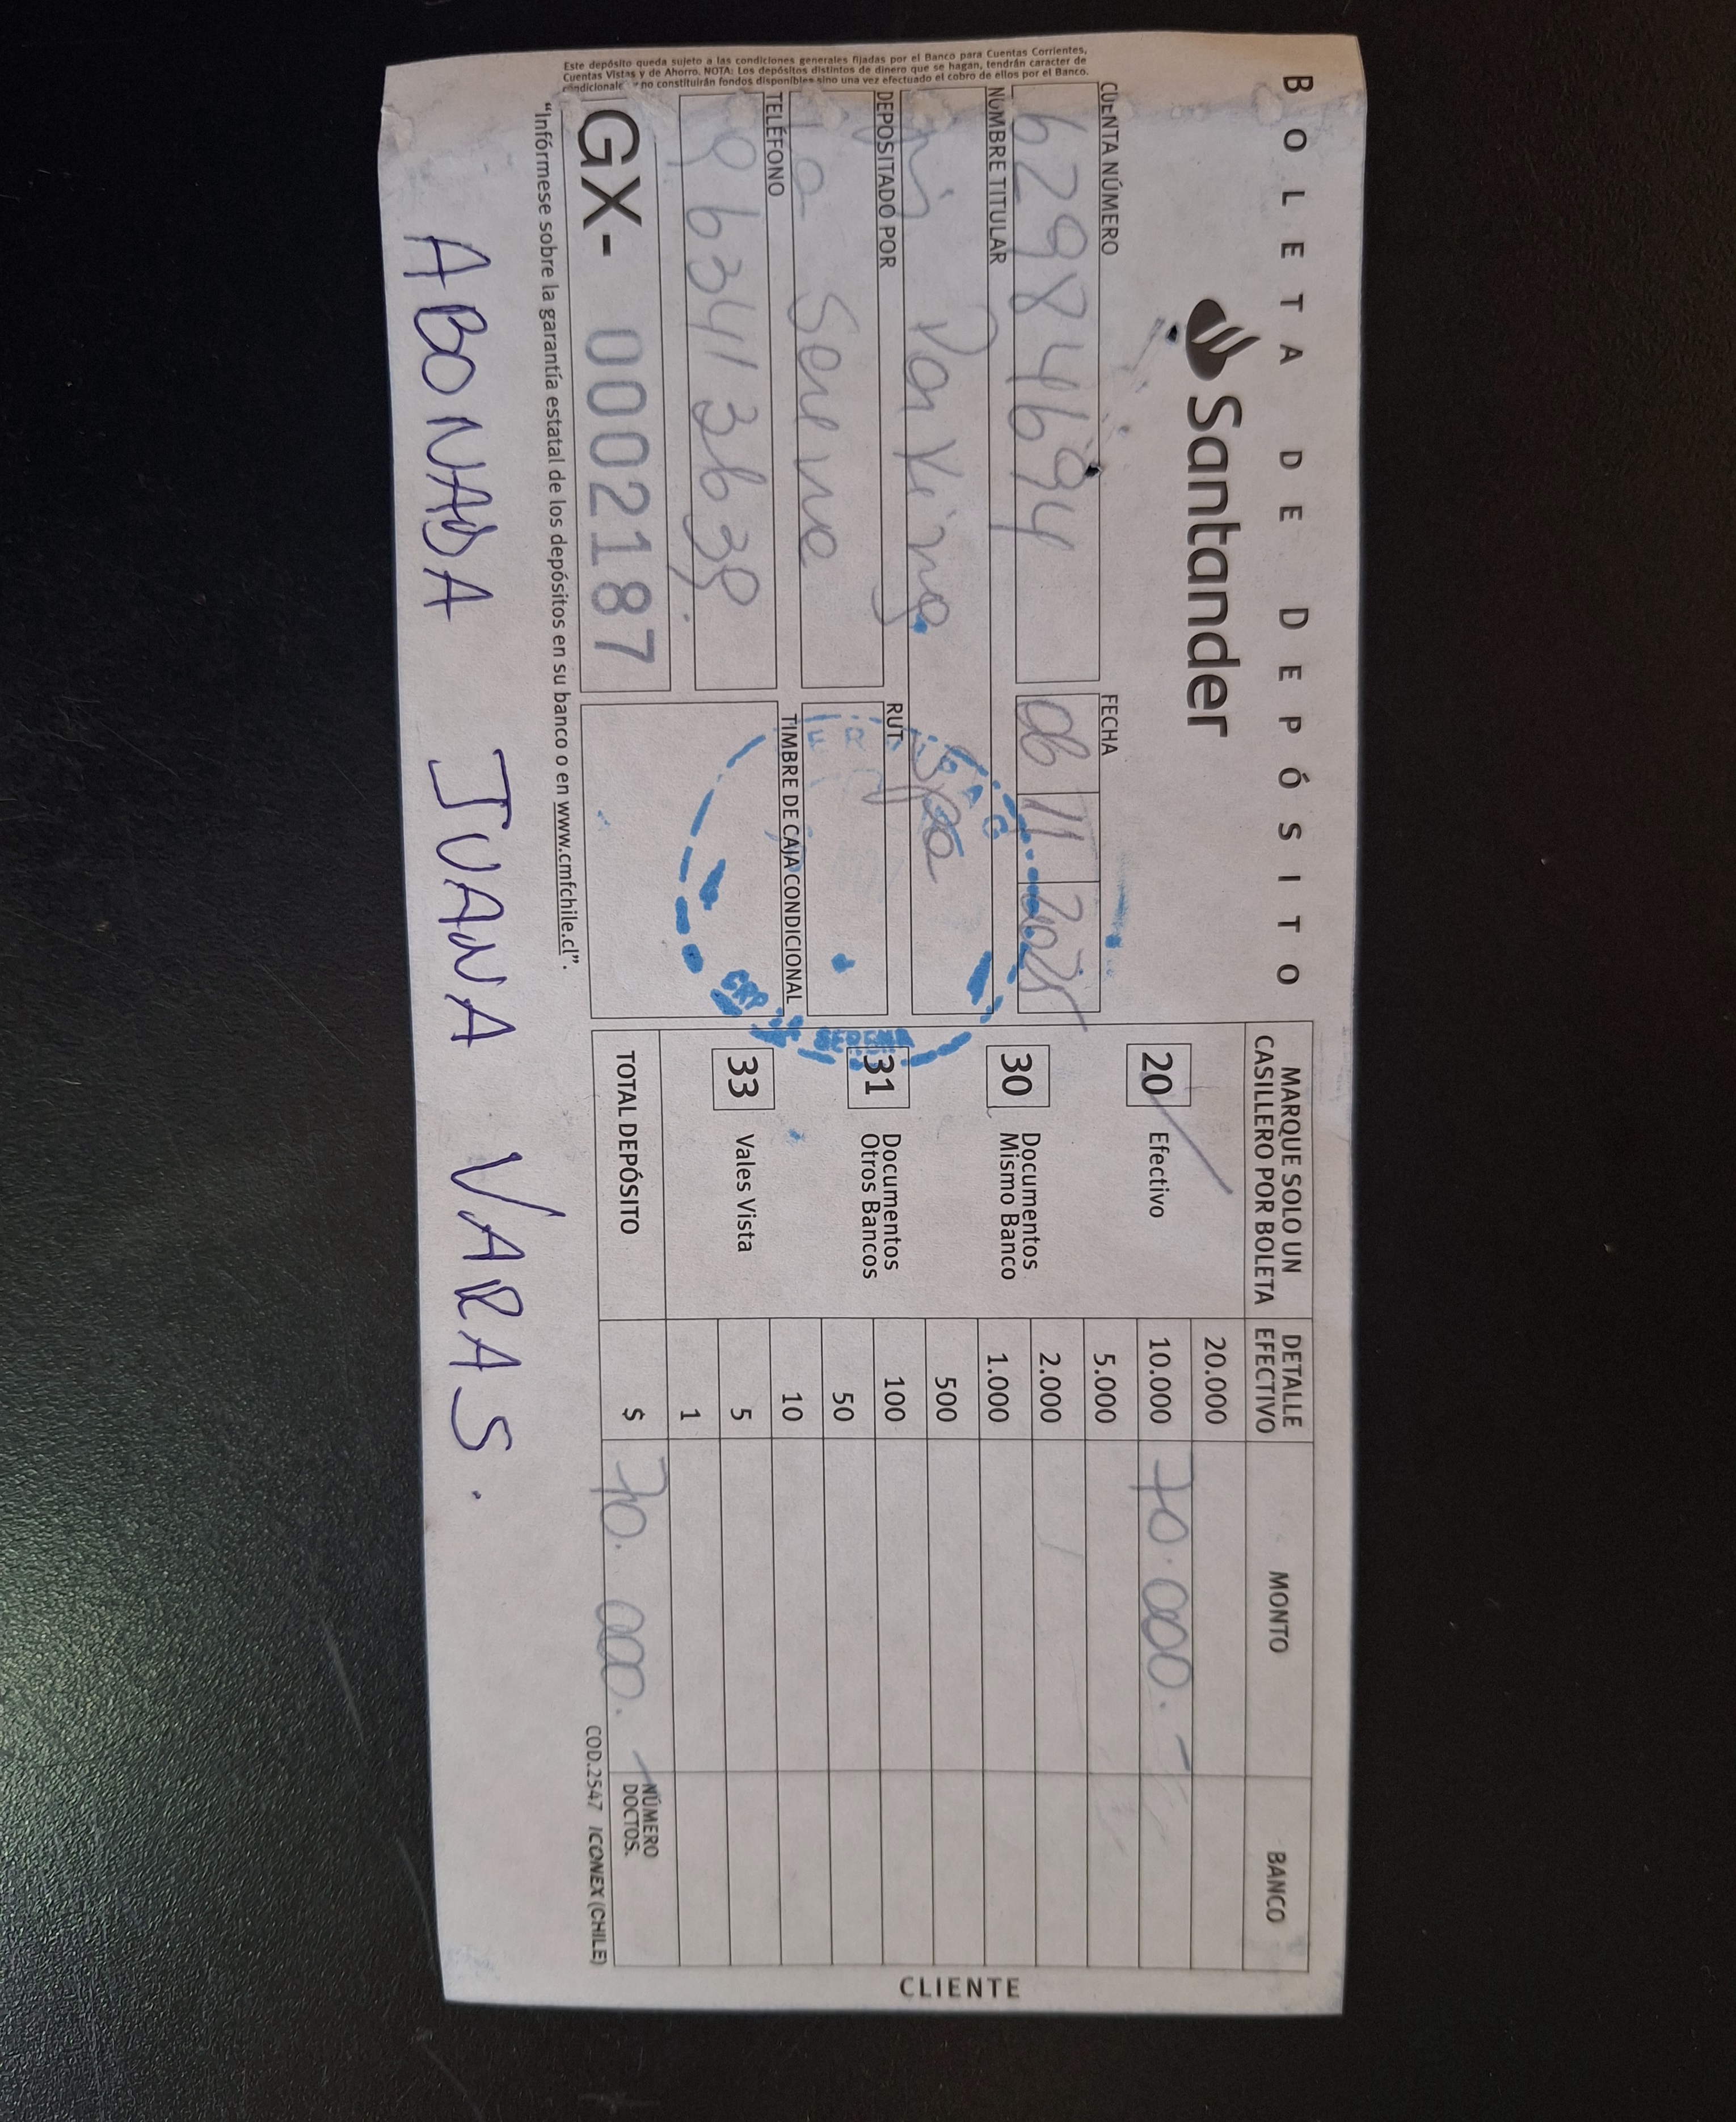 BOLETA DE DEPÓSITO
Santander
CUENTA NÚMERO
FECHA
62984694
06 11 2025
NOMBRE TITULAR
Parking Spa
DEPOSITADO POR
RUT
La Serena
TELÉFONO
TIMBRE DE CAJA CONDICIONAL
963413638
GX- 0002187
Este depósito queda sujeto a las condiciones generales fijadas por el Banco para Cuentas Corrientes,
Cuentas Vistas y de Ahorro. NOTA: Los depósitos distintos de dinero que se hagan, tendrán caracter de
no constituirán fondos disponibles sino una vez efectuado el cobro de ellos por el Banco.
"Infórmese sobre la garantía estatal de los depósitos en su banco o en www.cmfchile.cl".
MARQUE SOLO UN
CASILLERO POR BOLETA
DETALLE
EFECTIVO
MONTO
BANCO
20 Efectivo
30 Documentos
Mismo Banco
31 Documentos
Otros Bancos
33 Vales Vista
20.000
10.000 70.000.-
5.000
2.000
1.000
500
100
50
10
5
1
TOTAL DEPÓSITO $ 70.000.-
NÚMERO
DOCTOS.
COD.2547 ICONEX (CHILE)
CLIENTE
ABONADA JUANA VARAS.